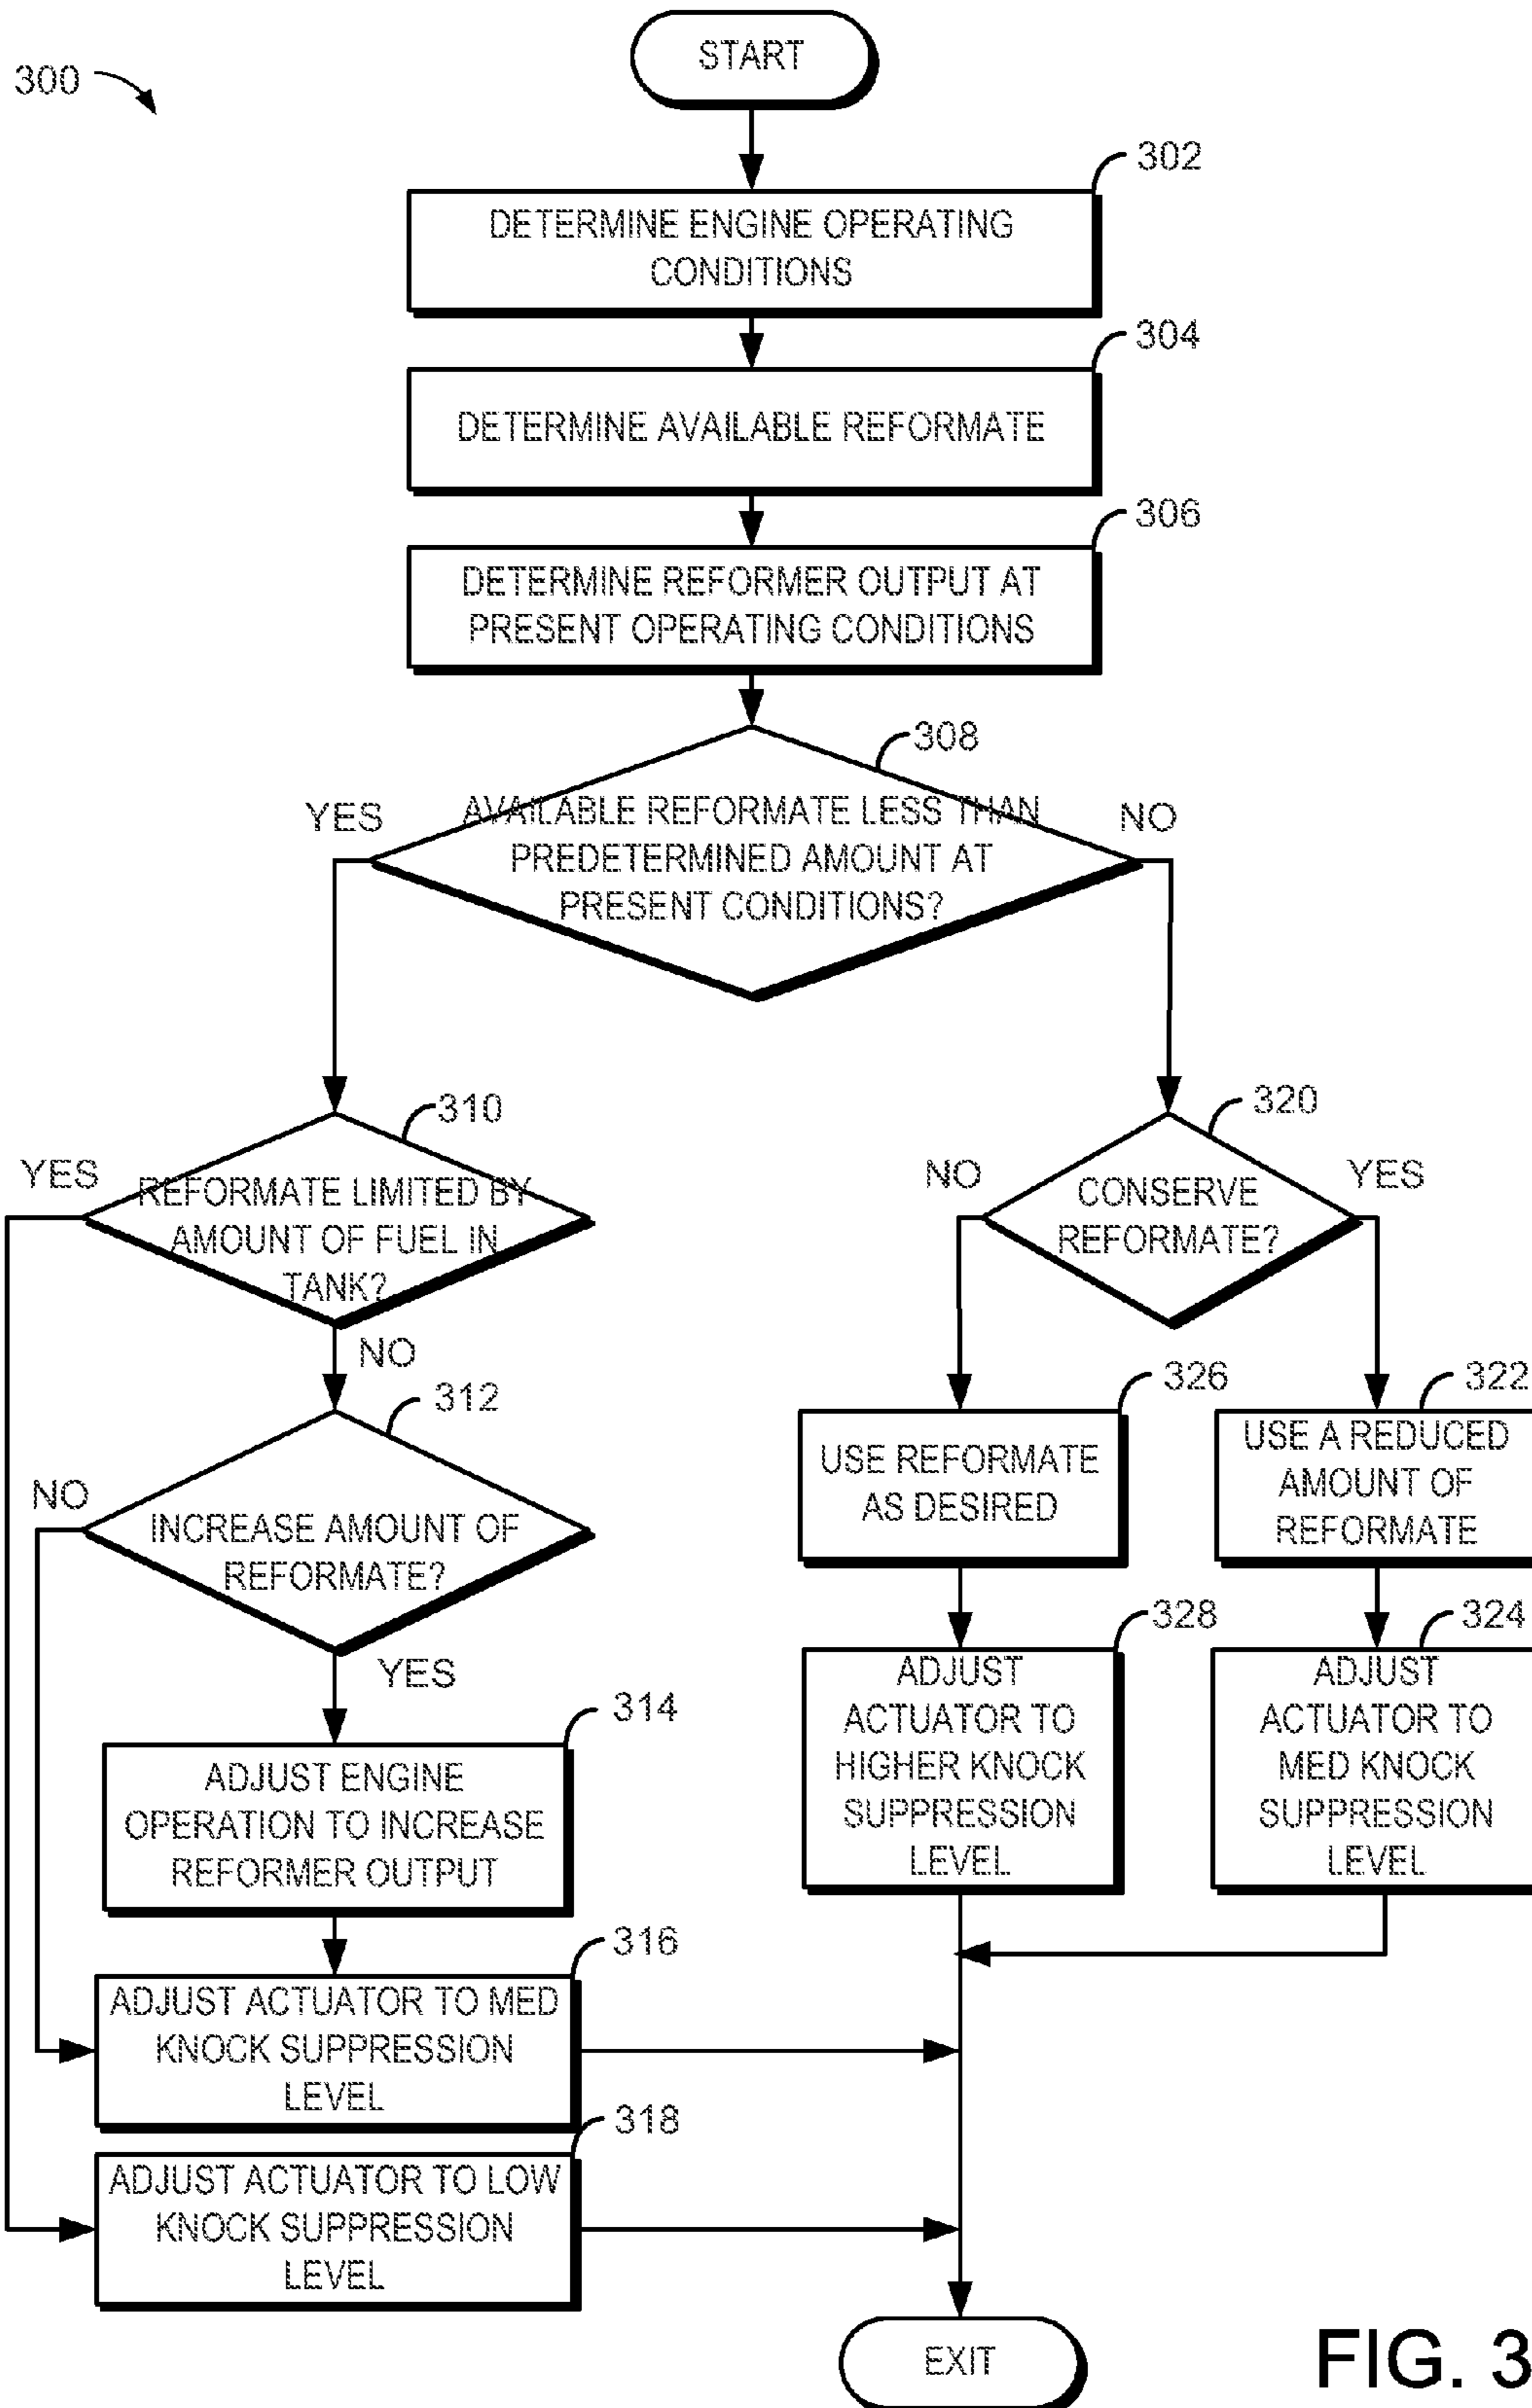 START
300
302
DETERMINE ENGINE OPERATING
CONDITIONS
304
DETERMINE AVAILABLE REFORMATE
306
DETERMINE REFORMER OUTPUT AT
PRESENT OPERATING CONDITIONS
308
YES
AVAILABLE REFORMATE LESS THAN
PREDETERMINED AMOUNT AT
PRESENT CONDITIONS?
NO
310
YES
REFORMATE LIMITED BY
AMOUNT OF FUEL IN
TANK?
NO
312
NO
INCREASE AMOUNT OF
REFORMATE?
YES
314
ADJUST ENGINE
OPERATION TO INCREASE
REFORMER OUTPUT
316
ADJUST ACTUATOR TO MED
KNOCK SUPPRESSION
LEVEL
318
ADJUST ACTUATOR TO LOW
KNOCK SUPPRESSION
LEVEL
320
NO
CONSERVE
REFORMATE?
YES
326
USE REFORMATE
AS DESIRED
322
USE A REDUCED
AMOUNT OF
REFORMATE
328
ADJUST
ACTUATOR TO
HIGHER KNOCK
SUPPRESSION
LEVEL
324
ADJUST
ACTUATOR TO
MED KNOCK
SUPPRESSION
LEVEL
EXIT
FIG. 3